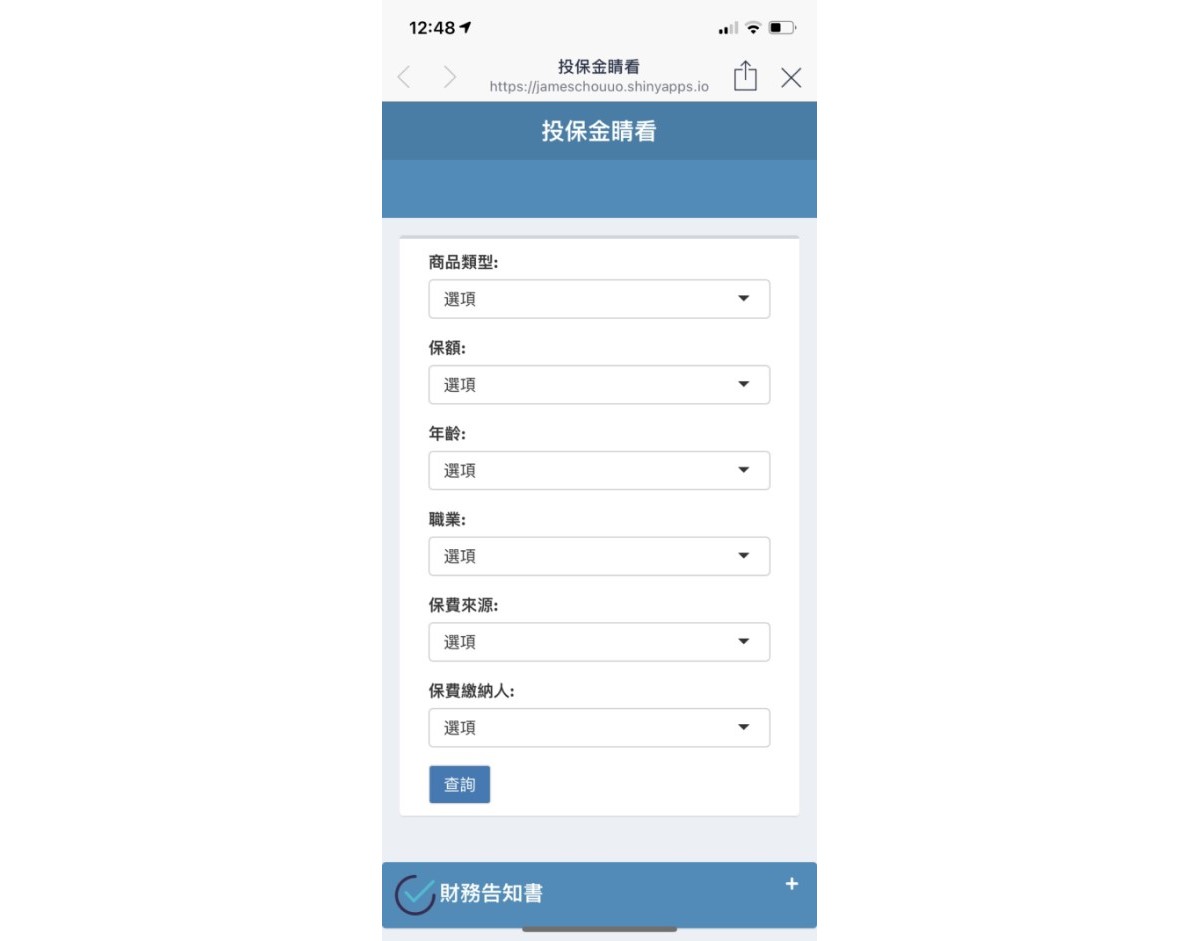 12:48
投保金睛看
https://jameschouuo.shinyapps.io
投保金睛看
商品類型:
選項
保額:
選項
年齡:
選項
職業:
選項
保費來源:
選項
保費繳納人:
選項
查詢
財務告知書
+